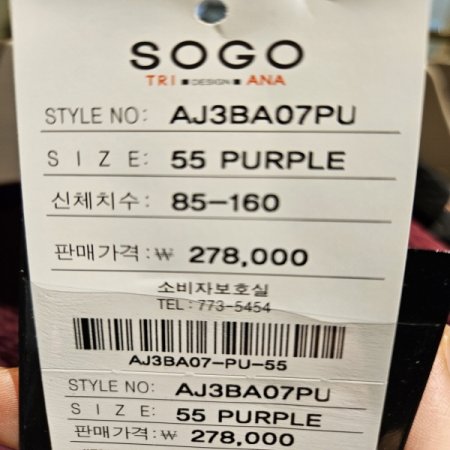 SOGO
TRI ■ DESIGN ■ ANA
STYLE NO: AJ3BA07PU
SIZE: 55 PURPLE
신체치수: 85-160
판매가격: ₩ 278,000
소비자보호실
TEL: 773-5454
AJ3BA07-PU-55
STYLE NO: AJ3BA07PU
SIZE: 55 PURPLE
판매가격: ₩ 278,000